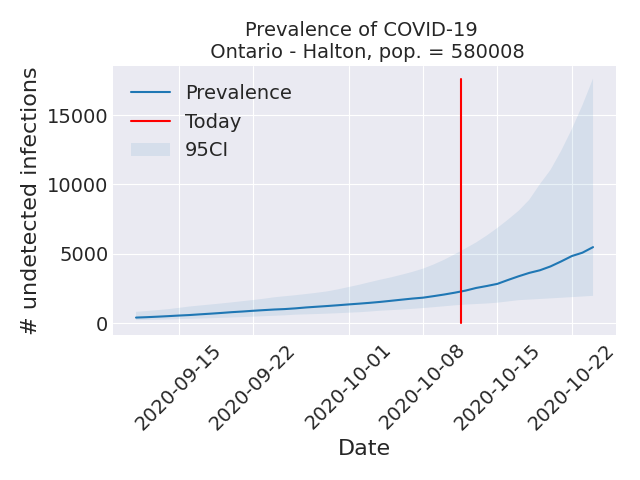 Prevalence of COVID-19
Ontario - Halton, pop. = 580008
# undetected infections
15000
10000
5000
0
Prevalence
Today
95CI
2020-09-15
2020-09-22
2020-10-01
2020-10-08
2020-10-15
2020-10-22
Date